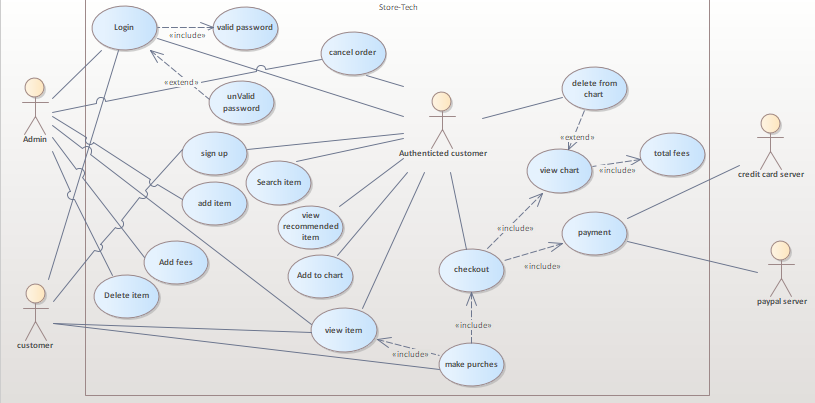 Store-Tech
Login
«include»
valid password
cancel order
«extend»
unValid
password
delete from
chart
Admin
Authenticted customer
«extend»
sign up
Search item
view chart
«include»
total fees
credit card server
add item
view
recommended
item
«include»
payment
Add fees
Add to chart
checkout
«include»
Delete item
paypal server
customer
view item
«include»
«include»
make purches